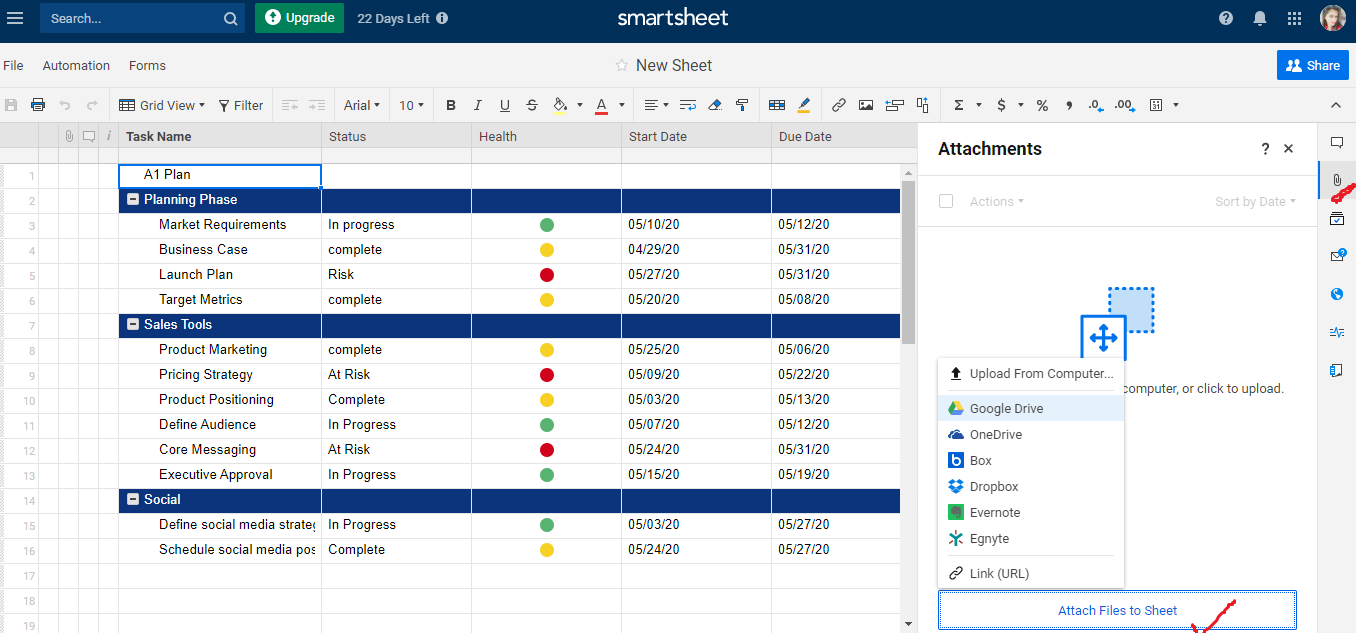 Search... Upgrade 22 Days Left smartsheet
File Automation Forms New Sheet Share
Grid View Filter Arial 10 B I U S A Σ $ % , .0 .00 31
i Task Name Status Health Start Date Due Date
1 A1 Plan
2 Planning Phase
3 Market Requirements In progress 05/10/20 05/12/20
4 Business Case complete 04/29/20 05/31/20
5 Launch Plan Risk 05/27/20 05/31/20
6 Target Metrics complete 05/20/20 05/08/20
7 Sales Tools
8 Product Marketing complete 05/25/20 05/06/20
9 Pricing Strategy At Risk 05/09/20 05/22/20
10 Product Positioning Complete 05/03/20 05/13/20
11 Define Audience In Progress 05/07/20 05/12/20
12 Core Messaging At Risk 05/24/20 05/31/20
13 Executive Approval In Progress 05/15/20 05/19/20
14 Social
15 Define social media strateg In Progress 05/03/20 05/27/20
16 Schedule social media pos Complete 05/24/20 05/27/20
17
18
19
Attachments ?
Actions Sort by Date
Upload From Computer...
computer, or click to upload.
Google Drive
OneDrive
Box
Dropbox
Evernote
Egnyte
Link (URL)
Attach Files to Sheet